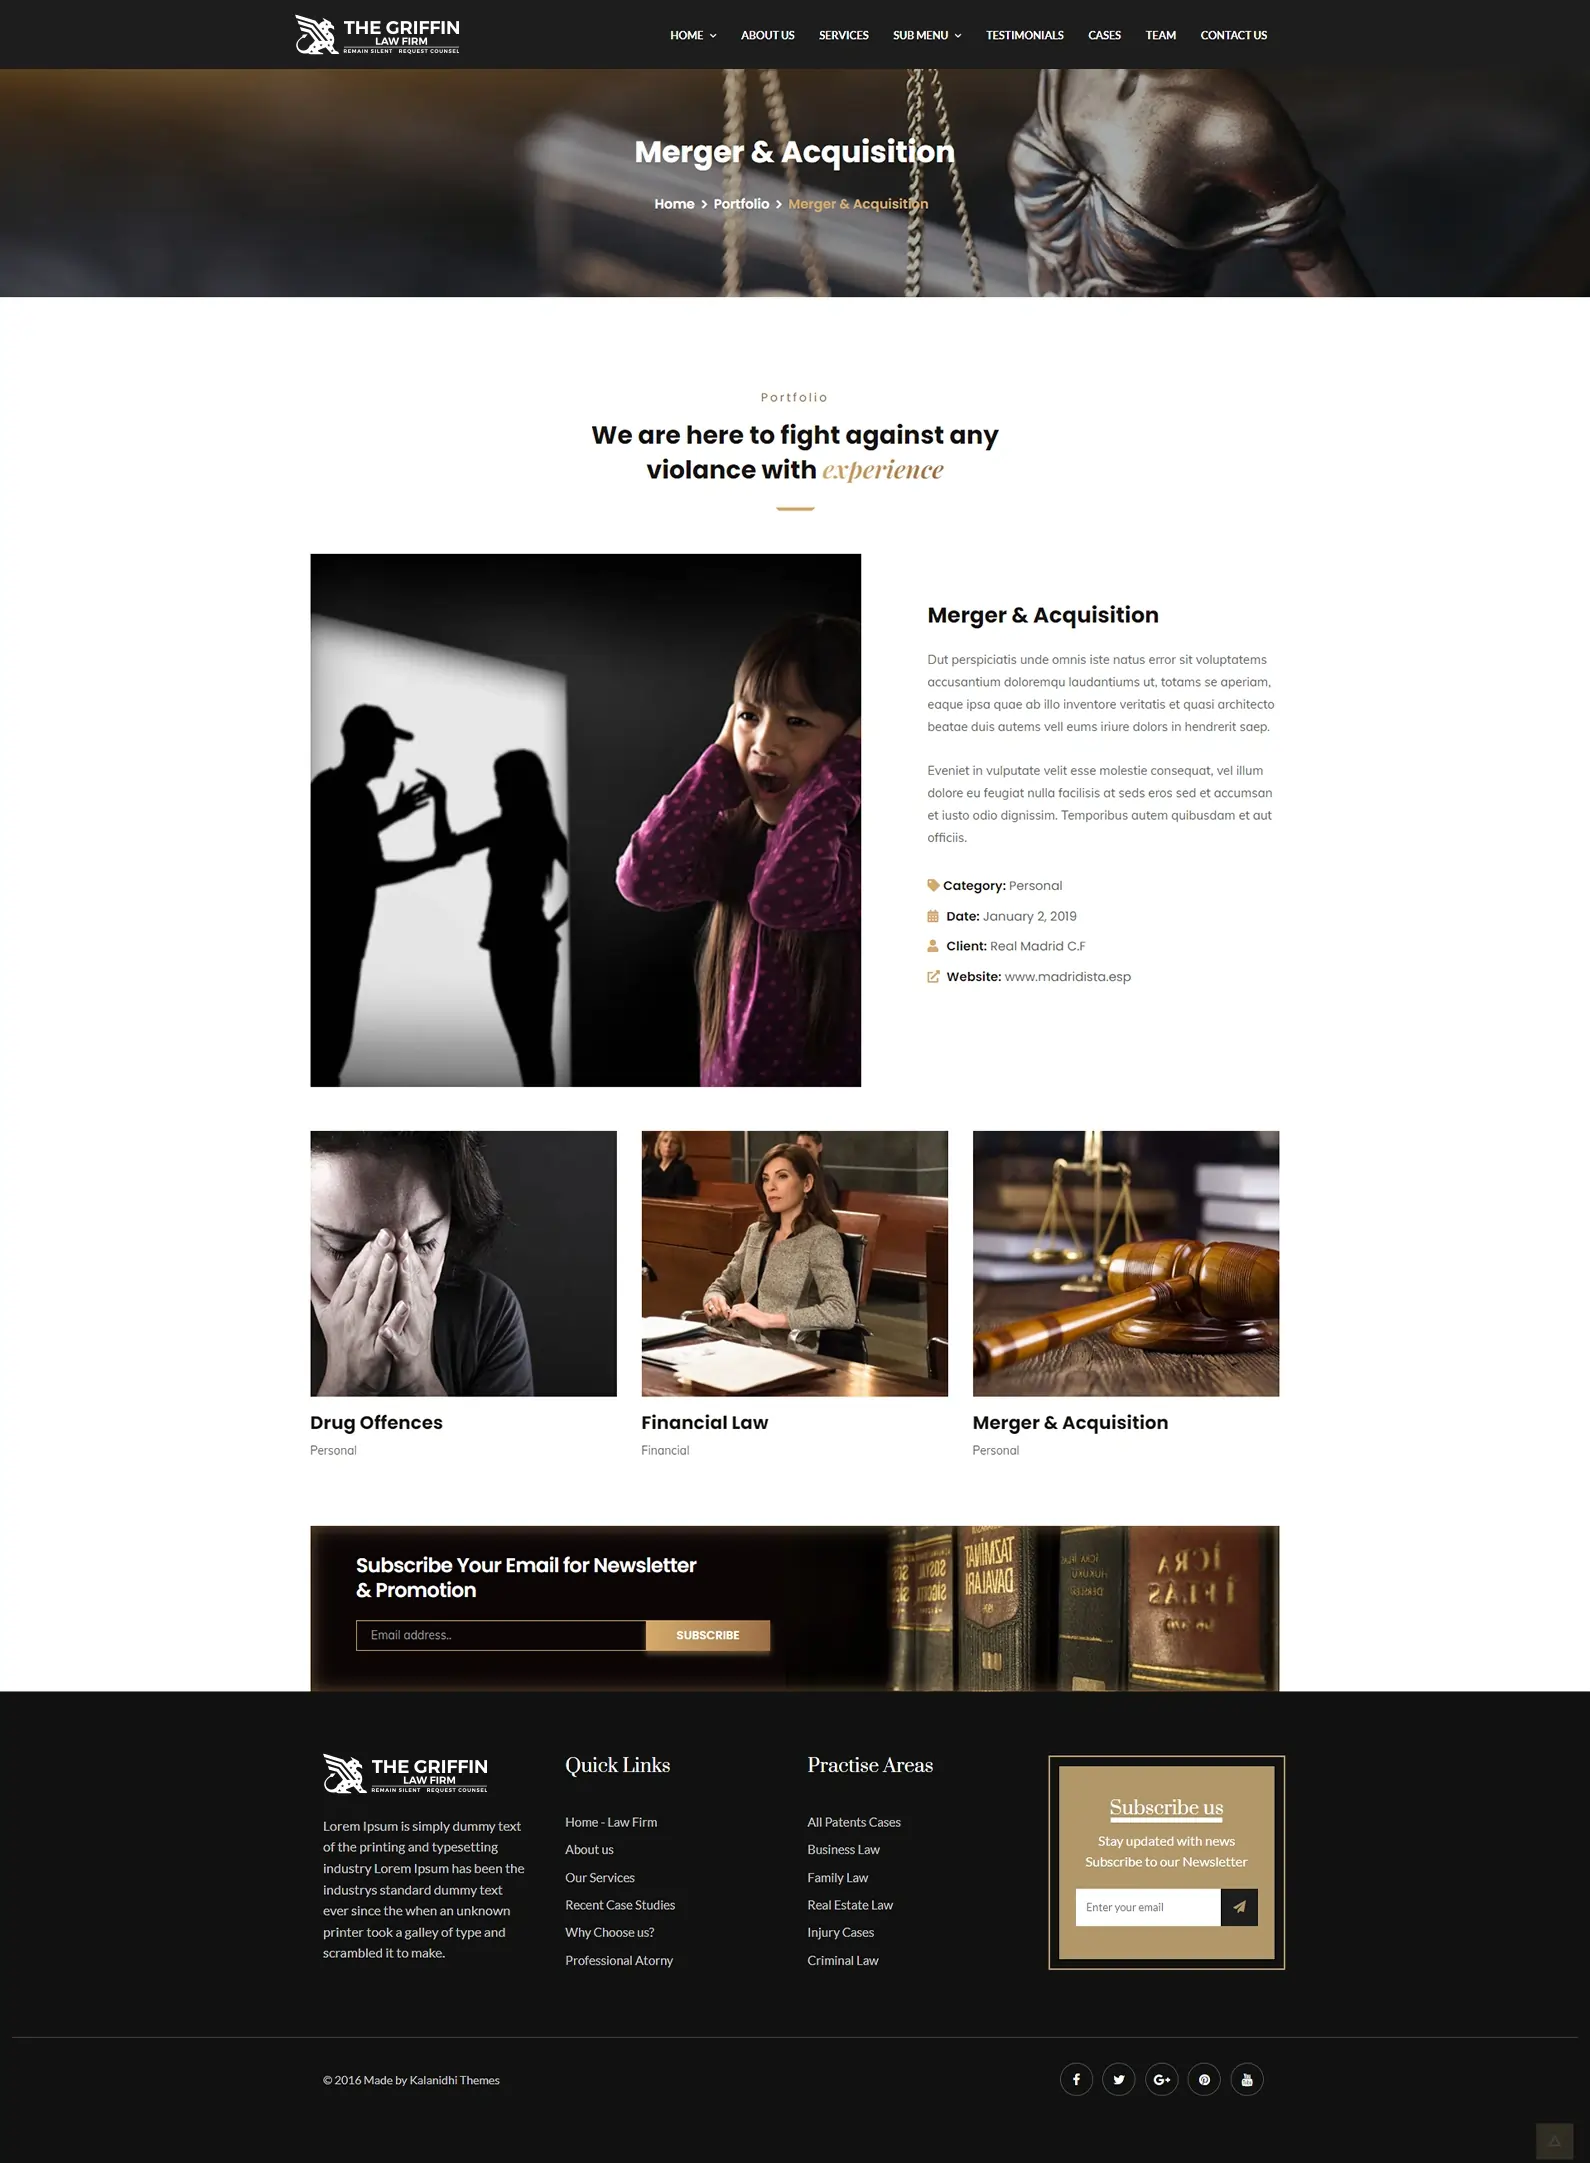 THE GRIFFIN
LAW FIRM
REMAIN SILENT REQUEST COUNSEL
HOME
ABOUT US
SERVICES
SUB MENU
TESTIMONIALS
CASES
TEAM
CONTACT US
Merger & Acquisition
Home > Portfolio > Merger & Acquisition
Portfolio
We are here to fight against any
violance with experience
Merger & Acquisition
Dut perspiciatis unde omnis iste natus error sit voluptatems
accusantium doloremqu laudantiums ut, totams se aperiam,
eaque ipsa quae ab illo inventore veritatis et quasi architecto
beatae duis autems vell eums iriure dolors in hendrerit saep.
Eveniet in vulputate velit esse molestie consequat, vel illum
dolore eu feugiat nulla facilisis at seds eros sed et accumsan
et iusto odio dignissim. Temporibus autem quibusdam et aut
officiis.
Category: Personal
Date: January 2, 2019
Client: Real Madrid C.F
Website: www.madridista.esp
Drug Offences
Personal
Financial Law
Financial
Merger & Acquisition
Personal
Subscribe Your Email for Newsletter
& Promotion
Email address..
SUBSCRIBE
SOSYAL
SİGORTA
TAZMİNAT
DAVALARI
İCRA İFLAS
HUKUKU
DERSLERİ
İCRA
İFLAS
THE GRIFFIN
LAW FIRM
REMAIN SILENT REQUEST COUNSEL
Lorem Ipsum is simply dummy text
of the printing and typesetting
industry Lorem Ipsum has been the
industrys standard dummy text
ever since the when an unknown
printer took a galley of type and
scrambled it to make.
Quick Links
Home - Law Firm
About us
Our Services
Recent Case Studies
Why Choose us?
Professional Atorny
Practise Areas
All Patents Cases
Business Law
Family Law
Real Estate Law
Injury Cases
Criminal Law
Subscribe us
Stay updated with news
Subscribe to our Newsletter
Enter your email
© 2016 Made by Kalanidhi Themes